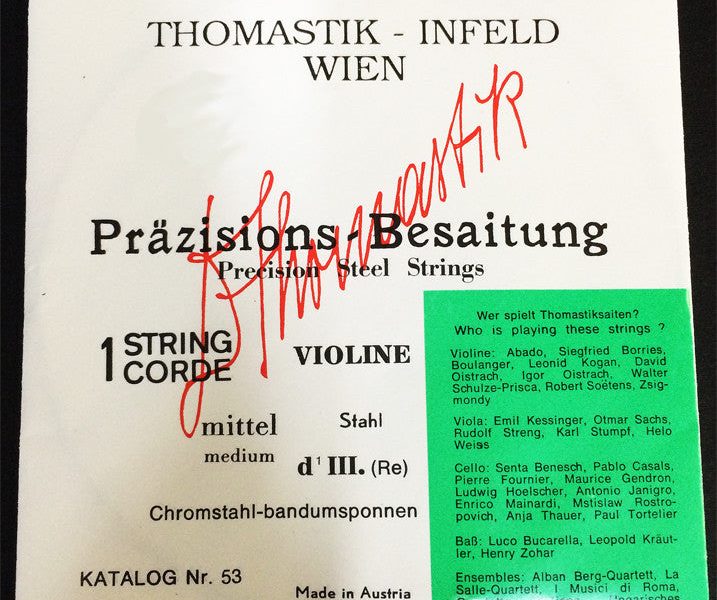 THOMASTIK - INFELD
WIEN
Thomastik
Präzisions - Besaitung
Precision Steel Strings
1 STRING
CORDE
VIOLINE
mittel
medium
Stahl
d¹ III. (Re)
Chromstahl-bandumsponnen
KATALOG Nr. 53
Made in Austria
Wer spielt Thomastiksaiten?
Who is playing these strings ?
Violine: Abado, Siegfried Borries,
Boulanger, Leonid Kogan, David
Oistrach, Igor Oistrach, Walter
Schulze-Prisca, Robert Soëtens, Zsig-
mondy
Viola: Emil Kessinger, Otmar Sachs,
Rudolf Streng, Karl Stumpf, Helo
Weiss
Cello: Senta Benesch, Pablo Casals,
Pierre Fournier, Maurice Gendron,
Ludwig Hoelscher, Antonio Janigro,
Enrico Mainardi, Mstislaw Rostro-
povich, Anja Thauer, Paul Tortelier
Baß: Luco Bucarella, Leopold Kräut-
ler, Henry Zohar
Ensembles: Alban Berg-Quartett, La
Salle-Quartett, I Musici di Roma,